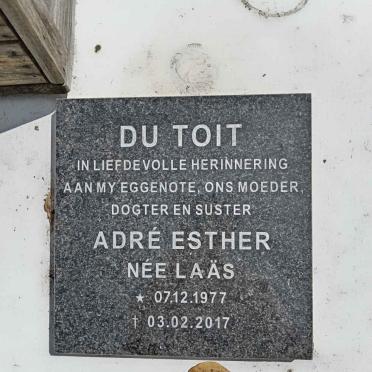 DU TOIT
IN LIEFDEVOLLE HERINNERING
AAN MY EGGENOTE, ONS MOEDER,
DOGTER EN SUSTER
ADRÉ ESTHER
NÉE LAÄS
★ 07.12.1977
† 03.02.2017